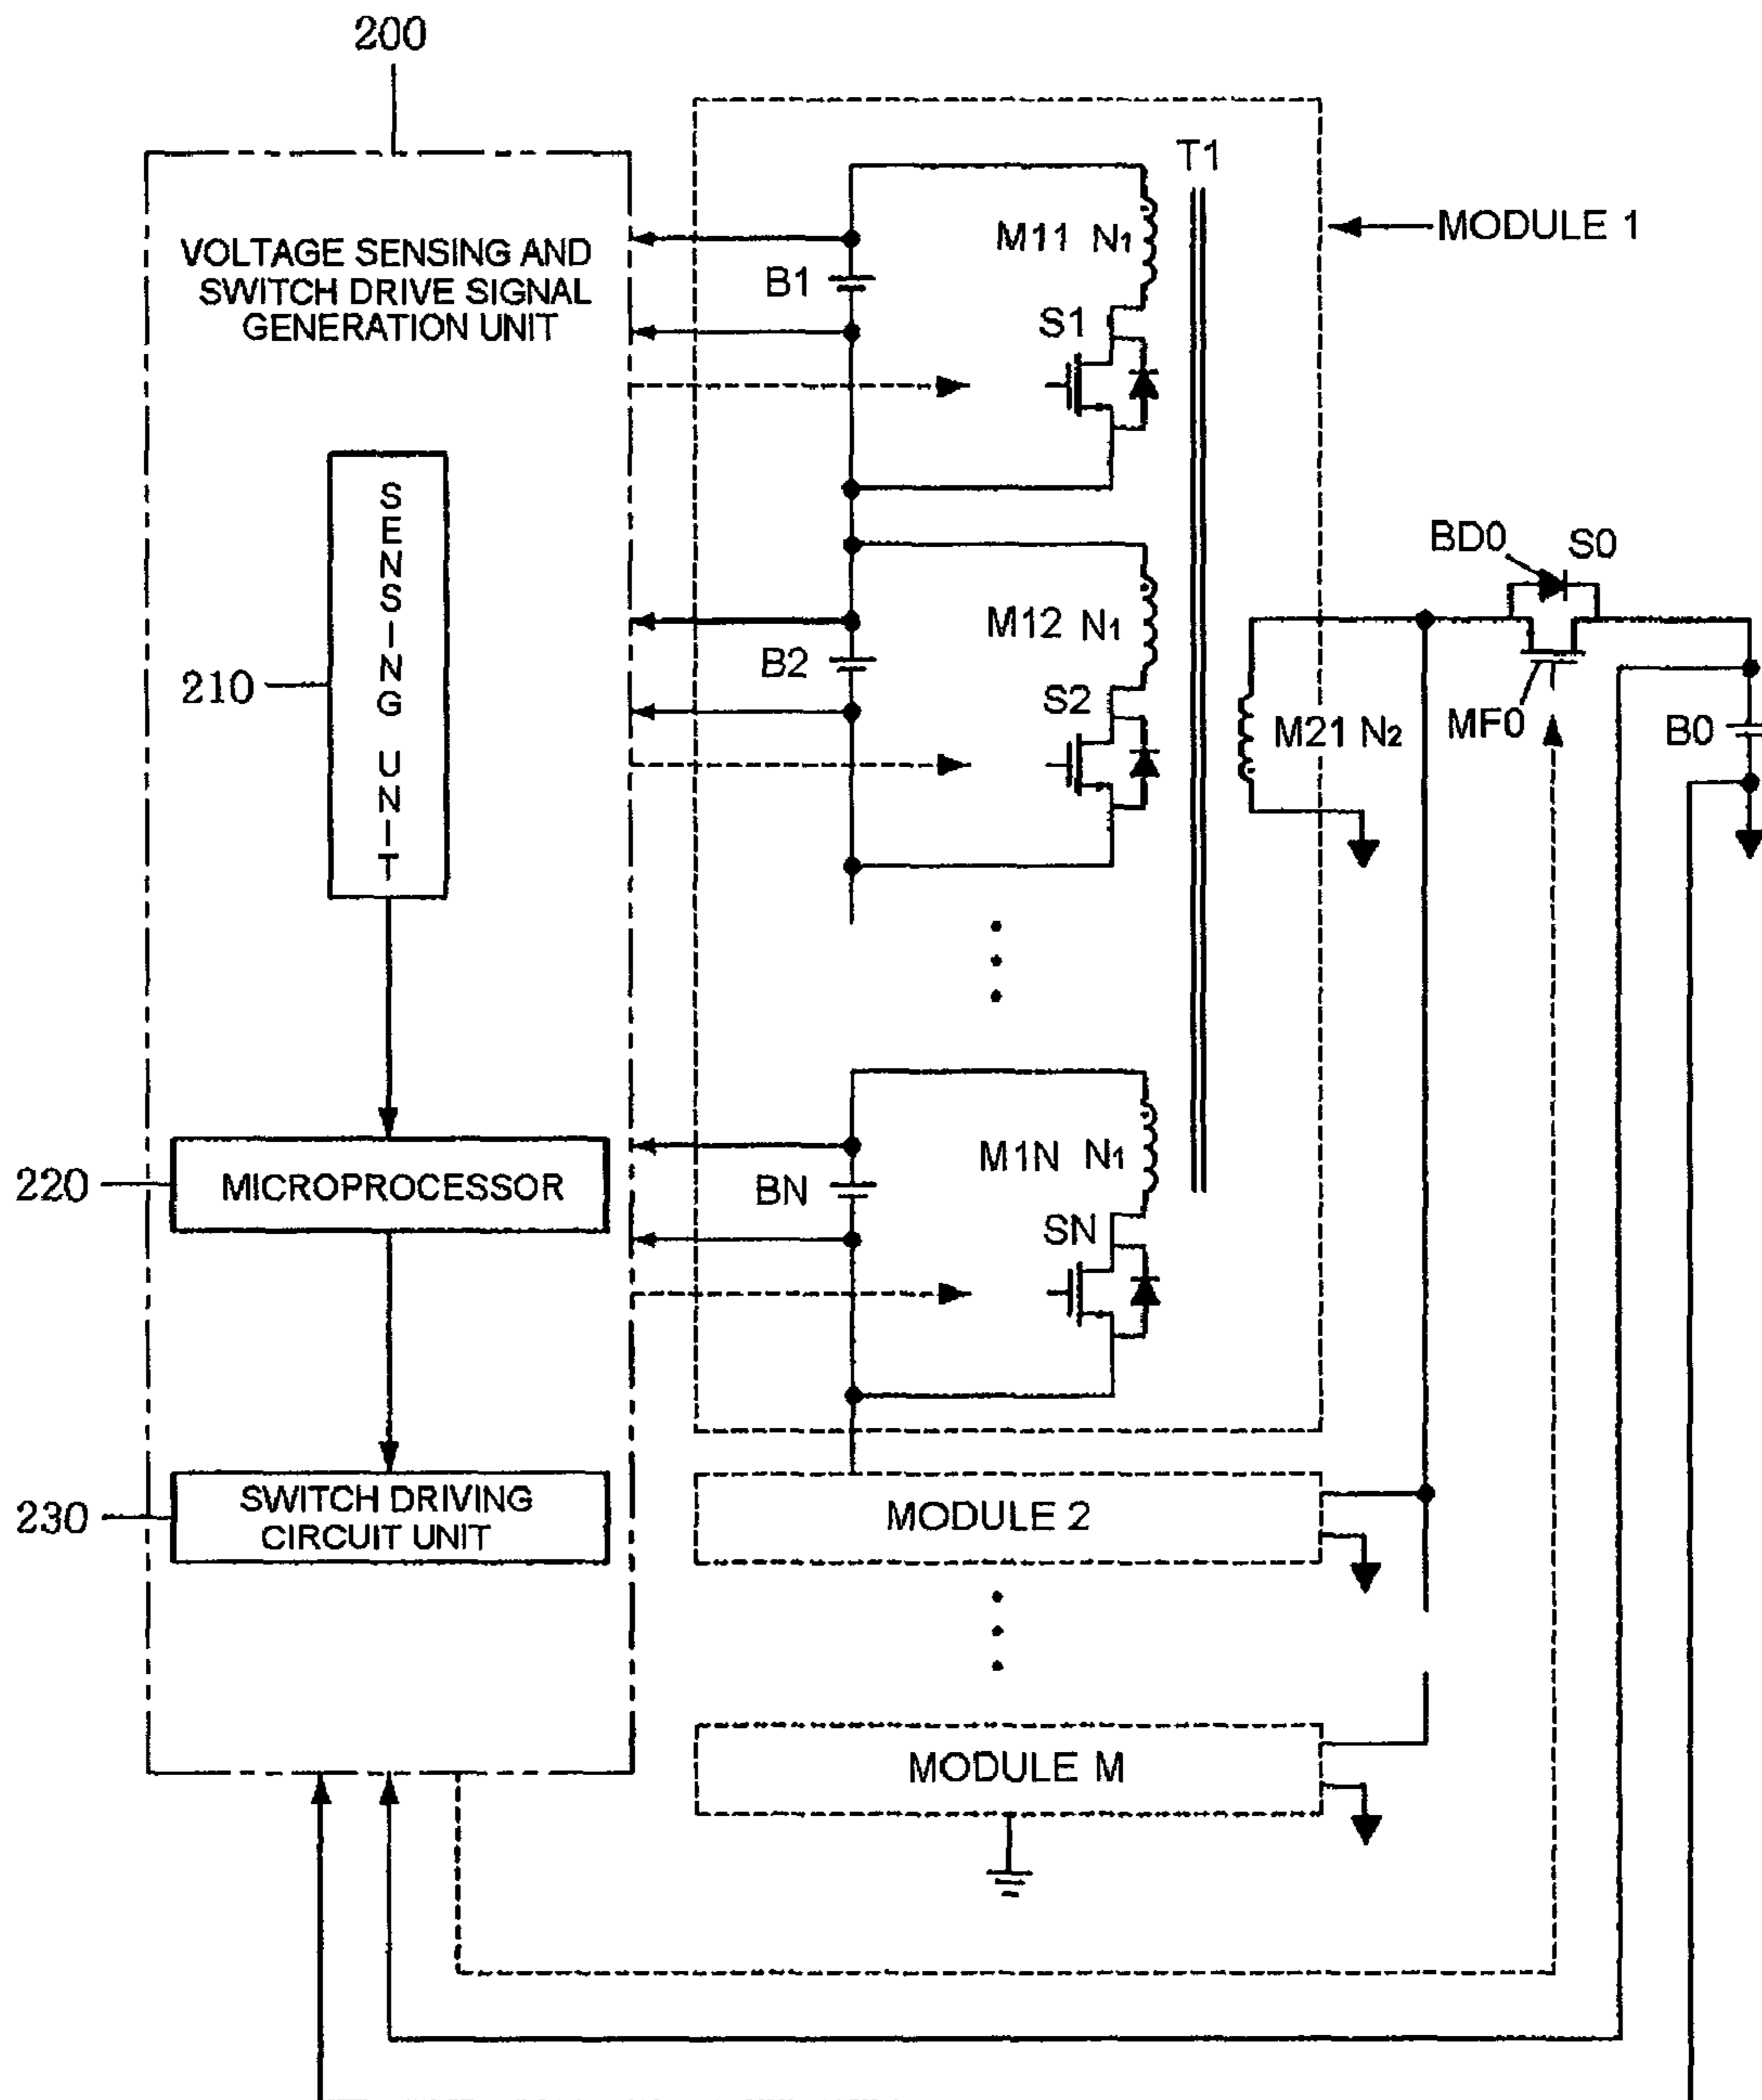 200
VOLTAGE SENSING AND
SWITCH DRIVE SIGNAL
GENERATION UNIT
SENSING UNIT
210
MICROPROCESSOR
220
SWITCH DRIVING
CIRCUIT UNIT
230
T1
MODULE 1
M11 N1
B1
S1
M12 N1
B2
S2
M1N N1
BN
SN
M21 N2
BD0
S0
MF0
B0
MODULE 2
MODULE M